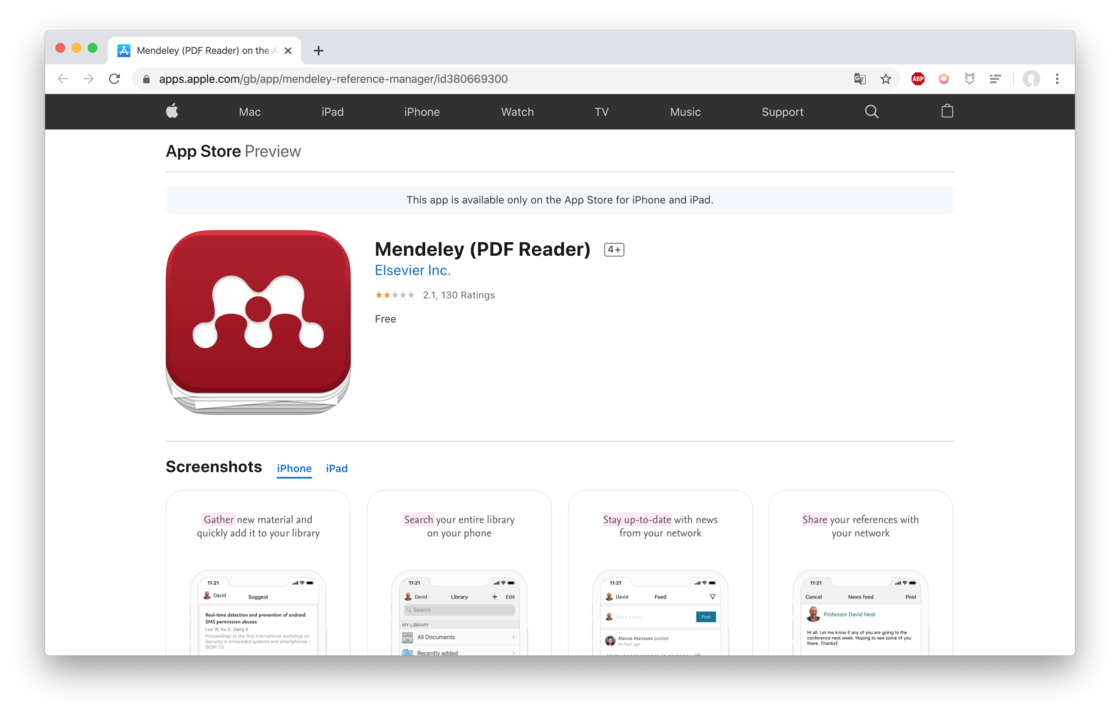 Mendeley (PDF Reader) on the A
apps.apple.com/gb/app/mendeley-reference-manager/id380669300
ABP
Mac iPad iPhone Watch TV Music Support
App Store Preview
This app is available only on the App Store for iPhone and iPad.
Mendeley (PDF Reader) 4+
Elsevier Inc.
2.1, 130 Ratings
Free
Screenshots iPhone iPad
Gather new material and
quickly add it to your library
11:21
David Suggest
Real-time detection and prevention of android
SMS permission abuses
Luo W, Xu S, Jiang X
Proceedings of the first international workshop on
Security in embedded systems and smartphones -
SESP '13
Search your entire library
on your phone
11:21
David Library + Edit
Search
MY LIBRARY
All Documents
Recently added
Stay up-to-date with news
from your network
11:21
David Feed
Share a post Post
Atanas Atanasov posted
an hour ago
Share your references with
your network
11:21
Cancel News feed Post
Professor David Neal
Hi all. Let me know if any of you are going to the
conference next week. Hoping to see some of you
there. Thanks!